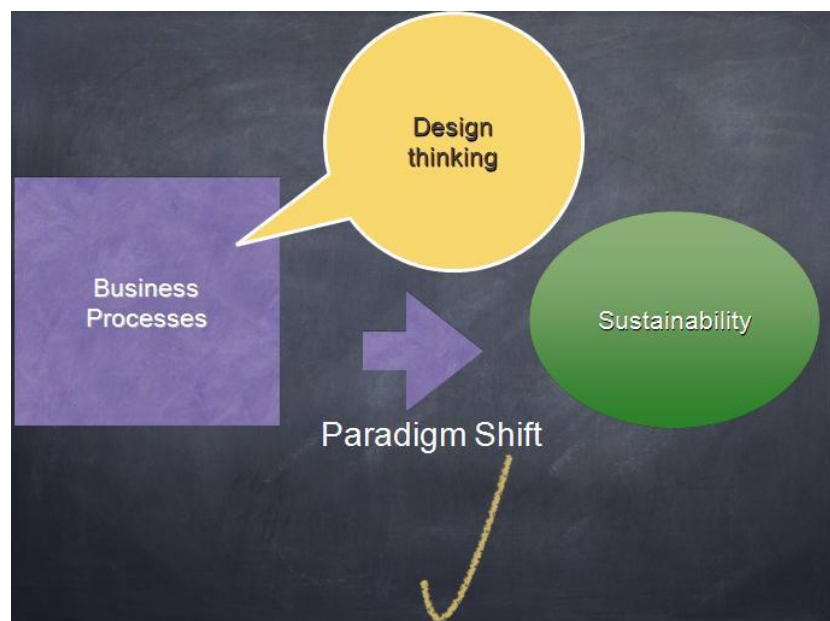 Design
thinking
Business
Processes
Sustainability
Paradigm Shift